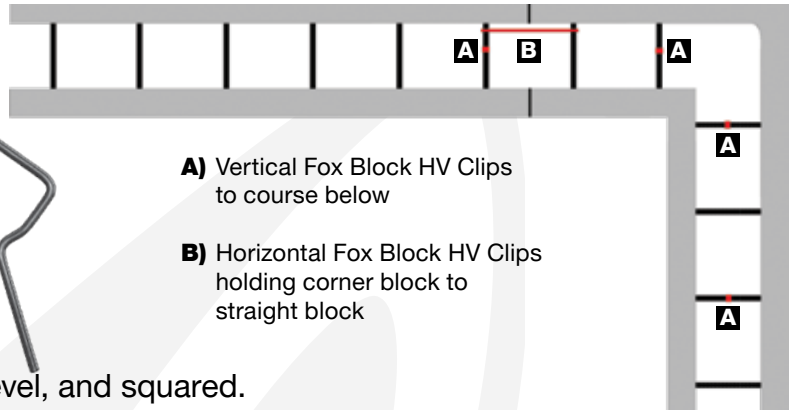 A B A
A
A) Vertical Fox Block HV Clips
to course below
B) Horizontal Fox Block HV Clips
holding corner block to
straight block
A
level, and squared.